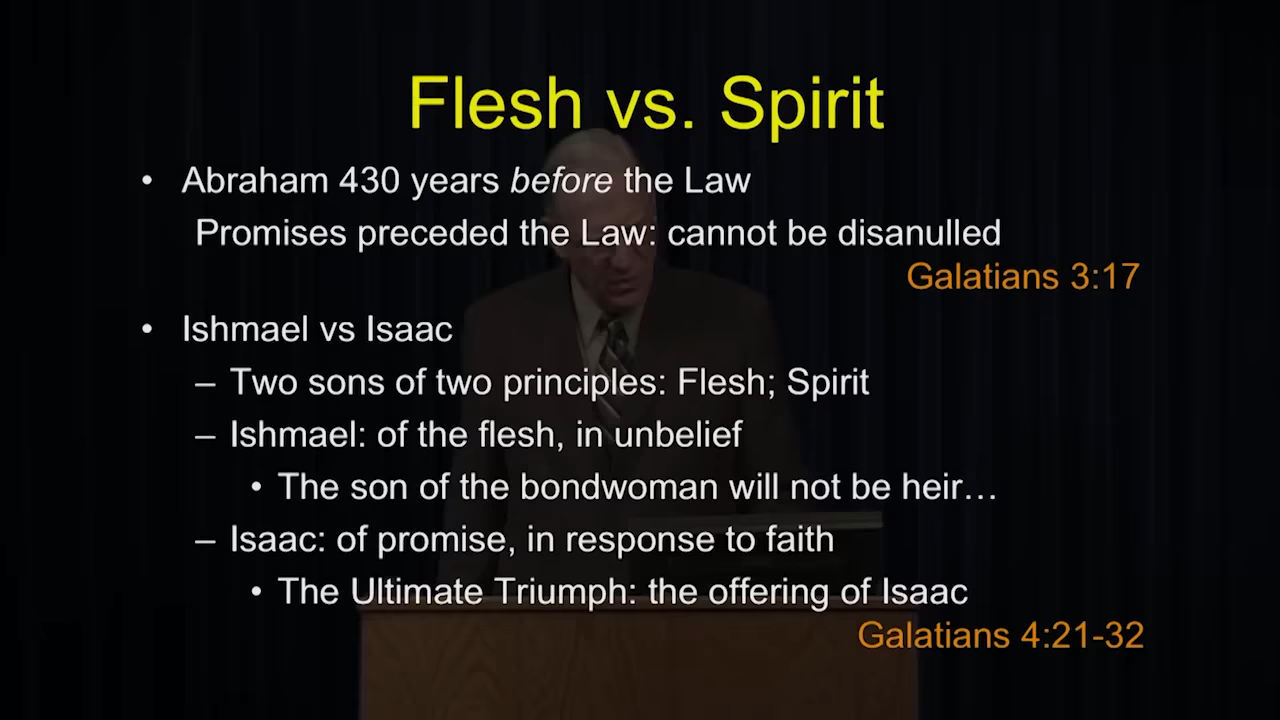 Flesh vs. Spirit
• Abraham 430 years before the Law
Promises preceded the Law: cannot be disanulled
Galatians 3:17
• Ishmael vs Isaac
– Two sons of two principles: Flesh; Spirit
– Ishmael: of the flesh, in unbelief
• The son of the bondwoman will not be heir…
– Isaac: of promise, in response to faith
• The Ultimate Triumph: the offering of Isaac
Galatians 4:21-32